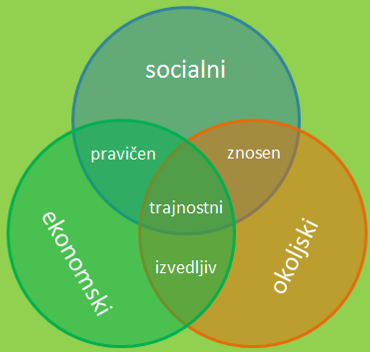 socialni
pravičen
znosen
trajnostni
ekonomski
izvedljiv
okoljski